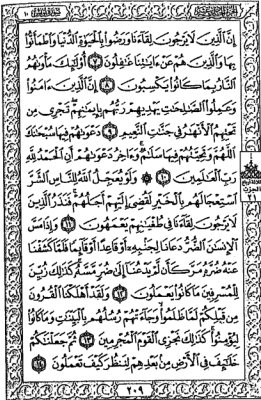 إِنَّ ٱلَّذِينَ لَا يَرْجُونَ لِقَآءَنَا وَرَضُوا۟ بِٱلْحَيَوٰةِ ٱلدُّنْيَا وَٱطْمَأَنُّوا۟
بِهَا وَٱلَّذِينَ هُمْ عَنْ ءَايَٰتِنَا غَٰفِلُونَ ٧ أُو۟لَٰٓئِكَ مَأْوَىٰهُمُ
ٱلنَّارُ بِمَا كَانُوا۟ يَكْسِبُونَ ٨ إِنَّ ٱلَّذِينَ ءَامَنُوا۟
وَعَمِلُوا۟ ٱلصَّٰلِحَٰتِ يَهْدِيهِمْ رَبُّهُم بِإِيمَٰنِهِمْ تَجْرِى مِن
تَحْتِهِمُ ٱلْأَنْهَٰرُ فِى جَنَّٰتِ ٱلنَّعِيمِ ٩ دَعْوَىٰهُمْ فِيهَا سُبْحَٰنَكَ
ٱللَّهُمَّ وَتَحِيَّتُهُمْ فِيهَا سَلَٰمٌ وَءَاخِرُ دَعْوَىٰهُمْ أَنِ ٱلْحَمْدُ لِلَّهِ
رَبِّ ٱلْعَٰلَمِينَ ١٠ وَلَوْ يُعَجِّلُ ٱللَّهُ لِلنَّاسِ ٱلشَّرَّ
ٱسْتِعْجَالَهُم بِٱلْخَيْرِ لَقُضِىَ إِلَيْهِمْ أَجَلُهُمْ فَنَذَرُ ٱلَّذِينَ
لَا يَرْجُونَ لِقَآءَنَا فِى طُغْيَٰنِهِمْ يَعْمَهُونَ ١١ وَإِذَا مَسَّ
ٱلْإِنسَٰنَ ٱلضُّرُّ دَعَانَا لِجَنۢبِهِۦٓ أَوْ قَاعِدًا أَوْ قَآئِمًا فَلَمَّا كَشَفْنَا
عَنْهُ ضُرَّهُۥ مَرَّ كَأَن لَّمْ يَدْعُنَآ إِلَىٰ ضُرٍّ مَّسَّهُۥ كَذَٰلِكَ زُيِّنَ
لِلْمُسْرِفِينَ مَا كَانُوا۟ يَعْمَلُونَ ١٢ وَلَقَدْ أَهْلَكْنَا ٱلْقُرُونَ
مِن قَبْلِكُمْ لَمَّا ظَلَمُوا۟ وَجَآءَتْهُمْ رُسُلُهُم بِٱلْبَيِّنَٰتِ وَمَا كَانُوا۟
لِيُؤْمِنُوا۟ كَذَٰلِكَ نَجْزِى ٱلْقَوْمَ ٱلْمُجْرِمِينَ ١٣ ثُمَّ جَعَلْنَٰكُمْ
خَلَٰٓئِفَ فِى ٱلْأَرْضِ مِنۢ بَعْدِهِمْ لِنَنظُرَ كَيْفَ تَعْمَلُونَ ١٤
٢٠٩